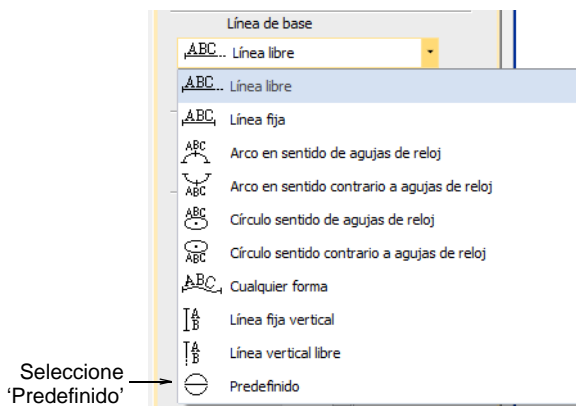 Línea de base
ABC... Línea libre
ABC... Línea libre
ABC Línea fija
ABC Arco en sentido de agujas de reloj
ABC Arco en sentido contrario a agujas de reloj
ABC Círculo sentido de agujas de reloj
ABC Círculo sentido contrario a agujas de reloj
ABC Cualquier forma
A
B Línea fija vertical
A
B Línea vertical libre
Predefinido
Seleccione
‘Predefinido’